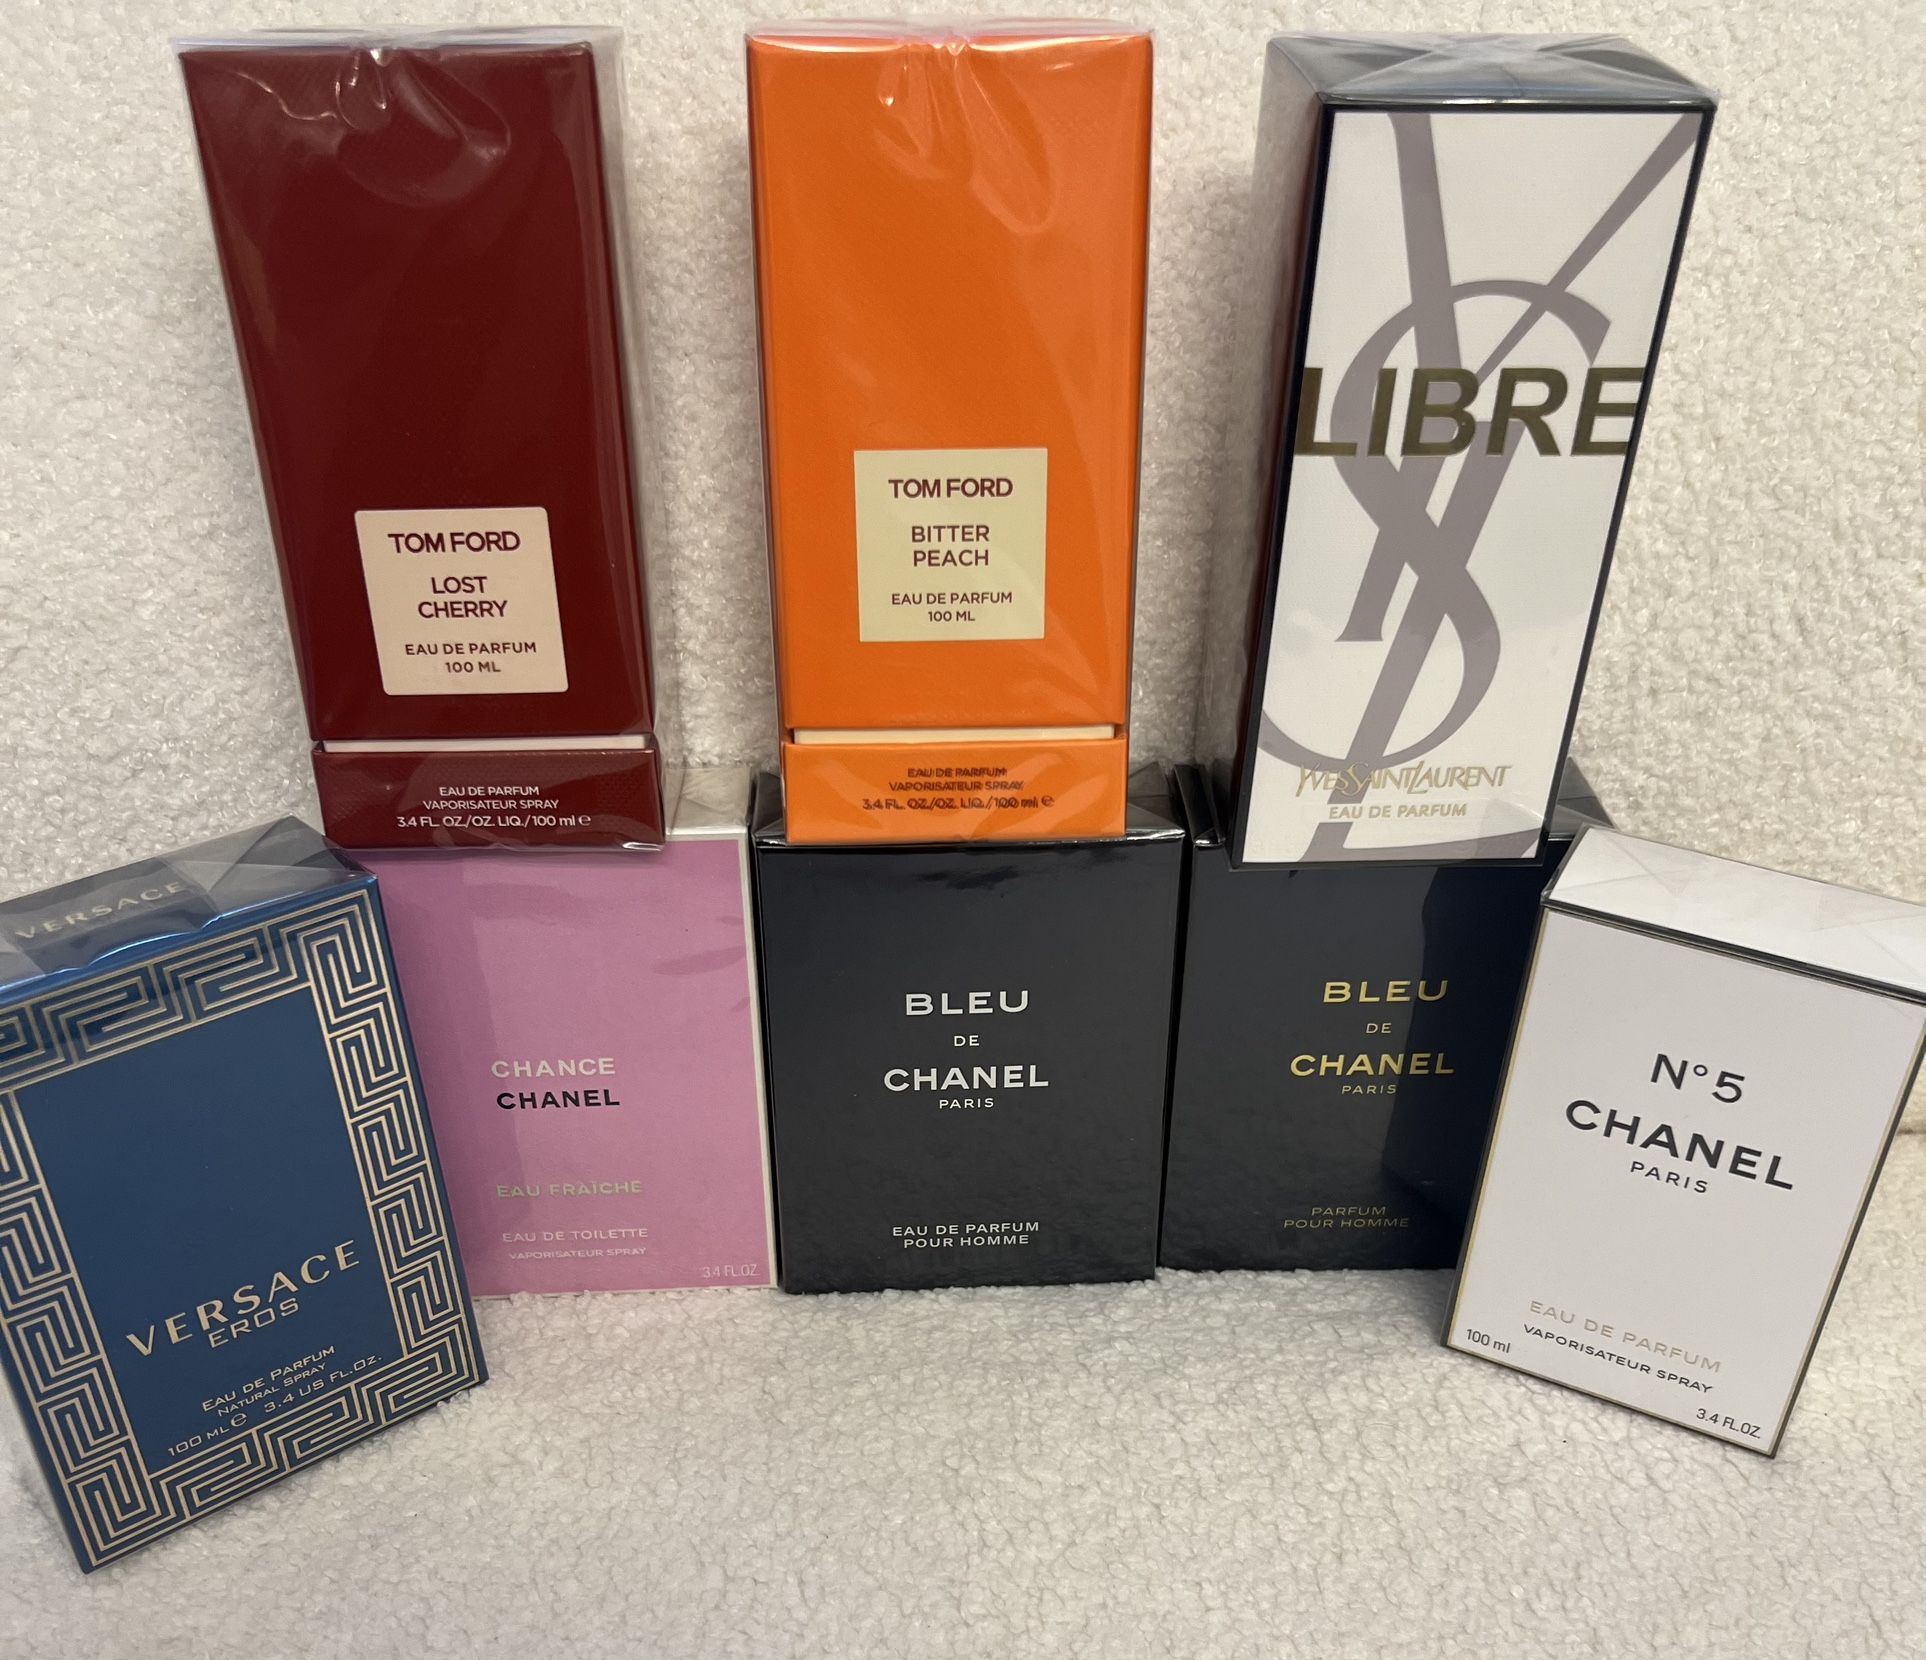 TOM FORD
LOST
CHERRY
EAU DE PARFUM
100 ML
EAU DE PARFUM
VAPORISATEUR SPRAY
3.4 FL. OZ./OZ. LIQ./100 ml e
TOM FORD
BITTER
PEACH
EAU DE PARFUM
100 ML
EAU DE PARFUM
VAPORISATEUR SPRAY
3.4 FL. OZ./OZ. LIQ./100 ml e
YSL
LIBRE
YVESSAINTLAURENT
EAU DE PARFUM
VERSACE
VERSACE
EROS
EAU DE PARFUM
NATURAL SPRAY
100 ML e 3.4 US FL.OZ.
CHANCE
CHANEL
EAU FRAÎCHE
EAU DE TOILETTE
VAPORISATEUR SPRAY
3.4 FL.OZ.
BLEU
DE
CHANEL
PARIS
EAU DE PARFUM
POUR HOMME
BLEU
DE
CHANEL
PARIS
PARFUM
POUR HOMME
N°5
CHANEL
PARIS
EAU DE PARFUM
VAPORISATEUR SPRAY
100 ml
3.4 FL.OZ.